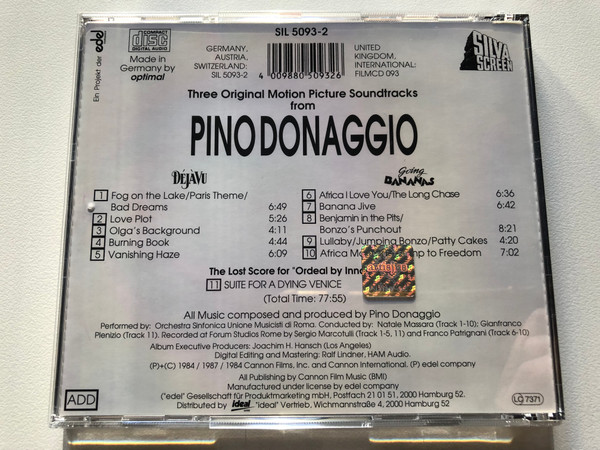 SIL 5093-2
COMPACT
disc
DIGITAL AUDIO
Made in
Germany by
optimal
Ein Projekt der edel
GERMANY,
AUSTRIA,
SWITZERLAND:
SIL 5093-2
4 009880 509326
UNITED
KINGDOM,
INTERNATIONAL:
FILMCD 093
SILVA
SCREEN
Three Original Motion Picture Soundtracks
from
PINO DONAGGIO
DÉJÀ VU
1 Fog on the Lake/Paris Theme/
Bad Dreams 6:49
2 Love Plot 5:26
3 Olga's Background 4:11
4 Burning Book 4:44
5 Vanishing Haze 6:09
Going
BANANAS
6 Africa I Love You/The Long Chase 6:36
7 Banana Jive 6:42
8 Benjamin in the Pits/
Bonzo's Punchout 8:21
9 Lullaby/Jumping Bonzo/Patty Cakes 4:20
10 Africa Ma mp to Freedom 7:02
The Lost Score for "Ordeal by Inno
11 SUITE FOR A DYING VENICE
(Total Time: 77:55)
All Music composed and produced by Pino Donaggio
Performed by: Orchestra Sinfonica Unione Musicisti di Roma. Conducted by: Natale Massara (Track 1-10); Gianfranco
Plenizio (Track 11). Recorded at Forum Studios Rome by Sergio Marcotulli (Track 1-5, 11) and Franco Patrignani (Track 6-10)
Album Executive Producers: Joachim H. Hansch (Los Angeles)
Digital Editing and Mastering: Ralf Lindner, HAM Audio.
(P)+(C) 1984 / 1987 / 1984 Cannon Films, Inc. and Cannon International. (P) edel company
All Publishing by Cannon Film Music (BMI)
Manufactured under license by edel company
("edel" Gesellschaft für Produktmarketing mbH, Postfach 21 01 51, 2000 Hamburg 52.
Distributed by ideal "ideal" Vertrieb, Wichmannstraße 4, 2000 Hamburg 52
ADD
LC 7371